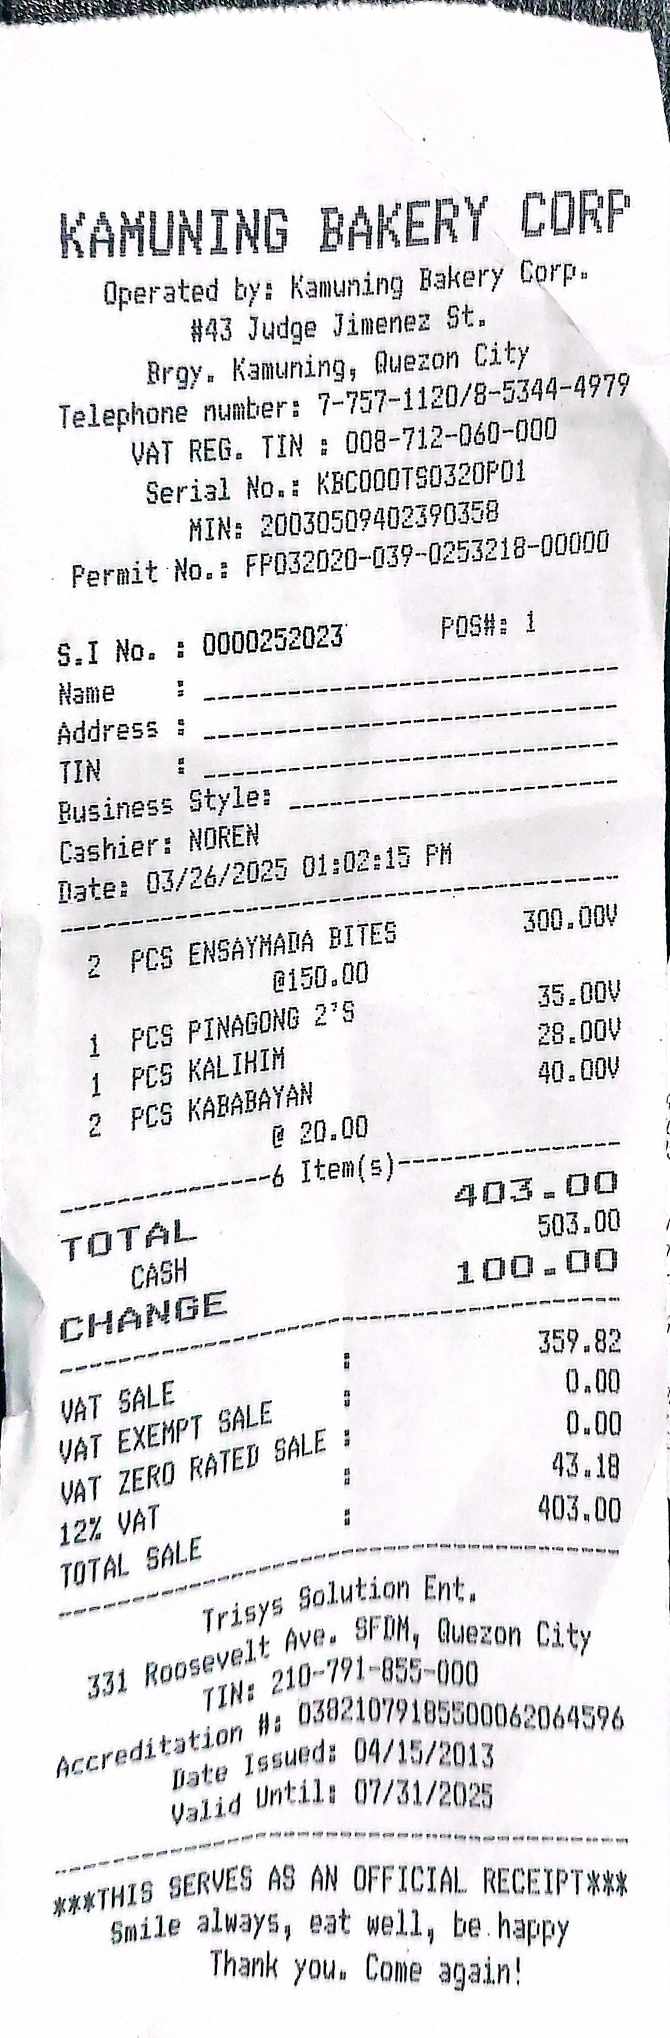 KAMUNING BAKERY CORP
Operated by: Kamuning Bakery Corp.
#43 Judge Jimenez St.
Brgy. Kamuning, Quezon City
Telephone number: 7-757-1120/8-5344-4979
VAT REG. TIN : 008-712-060-000
Serial No.: KBC000TS0320P01
MIN: 20030509402390358
Permit No.: FP032020-039-0253218-00000
S.I No. : 0000252023 POS#: 1
Name : ______________________________
Address : ______________________________
TIN : ______________________________
Business Style: ________________________
Cashier: NOREN
Date: 03/26/2025 01:02:15 PM
----------------------------------------
2 PCS ENSAYMADA BITES 300.00V
@150.00
1 PCS PINAGONG 2'S 35.00V
1 PCS KALIHIM 28.00V
2 PCS KABABAYAN 40.00V
@ 20.00
---------------6 Item(s)----------------
TOTAL 403.00
CASH 503.00
CHANGE 100.00
----------------------------------------
VAT SALE : 359.82
VAT EXEMPT SALE : 0.00
VAT ZERO RATED SALE : 0.00
12% VAT : 43.18
TOTAL SALE : 403.00
----------------------------------------
Trisys Solution Ent.
331 Roosevelt Ave. SFDM, Quezon City
TIN: 210-791-855-000
Accreditation #: 038210791855000062064596
Date Issued: 04/15/2013
Valid Until: 07/31/2025
----------------------------------------
***THIS SERVES AS AN OFFICIAL RECEIPT***
Smile always, eat well, be happy
Thank you. Come again!